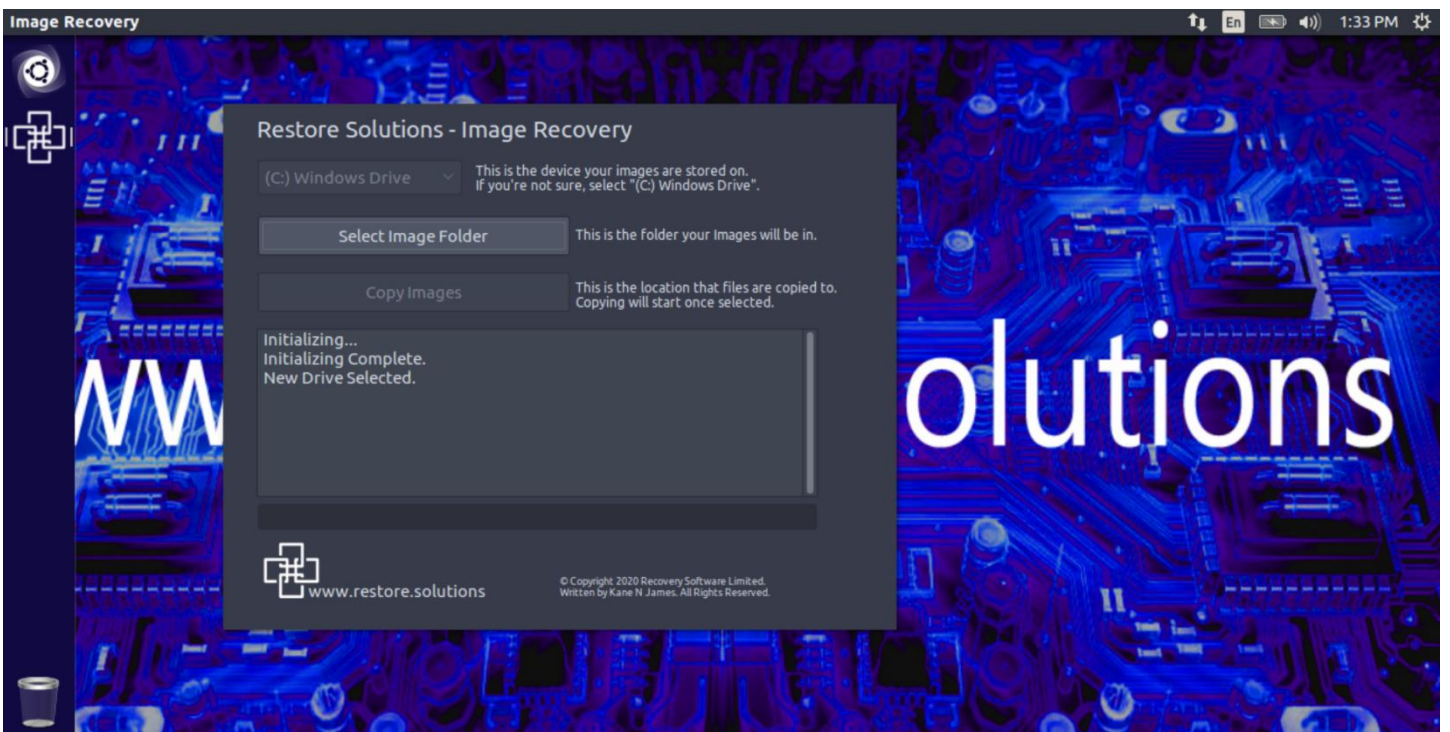 Image Recovery
En
1:33 PM
Restore Solutions - Image Recovery
(C:) Windows Drive
This is the device your images are stored on.
If you're not sure, select "(C:) Windows Drive".
Select Image Folder
This is the folder your Images will be in.
Copy Images
This is the location that files are copied to.
Copying will start once selected.
Initializing...
Initializing Complete.
New Drive Selected.
ww
olutions
www.restore.solutions
© Copyright 2020 Recovery Software Limited.
Written by Kane N James. All Rights Reserved.